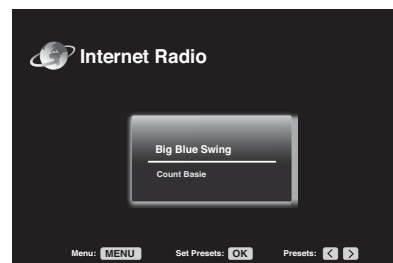 Internet Radio
Big Blue Swing
Count Basie
Menu: MENU Set Presets: OK Presets: < >